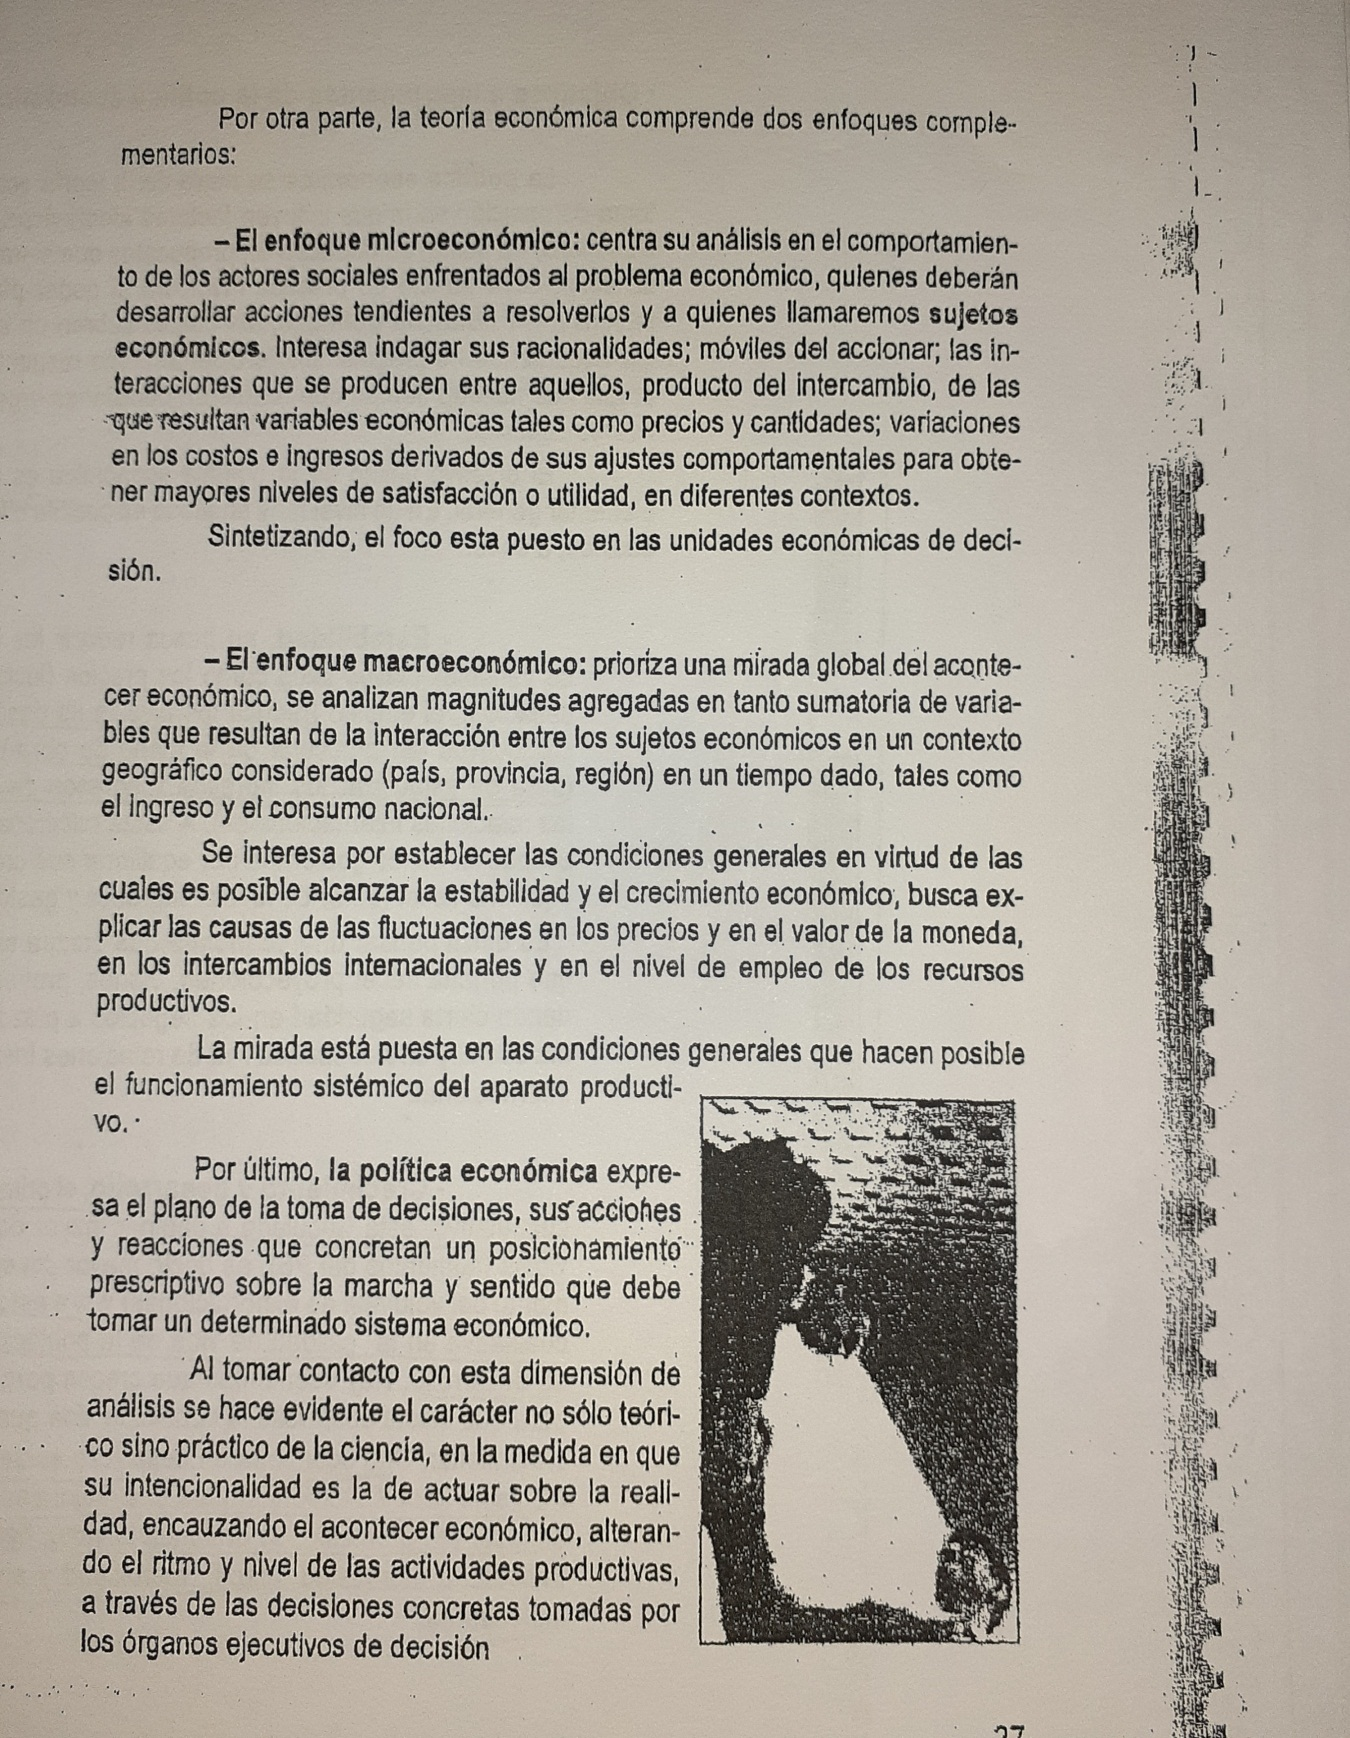 Por otra parte, la teoría económica comprende dos enfoques comple-
mentarios:
– El enfoque microeconómico: centra su análisis en el comportamien-
to de los actores sociales enfrentados al problema económico, quienes deberán
desarrollar acciones tendientes a resolverlos y a quienes llamaremos sujetos
económicos. Interesa indagar sus racionalidades; móviles del accionar; las in-
teracciones que se producen entre aquellos, producto del intercambio, de las
que resultan variables económicas tales como precios y cantidades; variaciones
en los costos e ingresos derivados de sus ajustes comportamentales para obte-
ner mayores niveles de satisfacción o utilidad, en diferentes contextos.
Sintetizando, el foco esta puesto en las unidades económicas de deci-
sión.
– El enfoque macroeconómico: prioriza una mirada global del aconte-
cer económico, se analizan magnitudes agregadas en tanto sumatoria de varia-
bles que resultan de la interacción entre los sujetos económicos en un contexto
geográfico considerado (país, provincia, región) en un tiempo dado, tales como
el ingreso y el consumo nacional.
Se interesa por establecer las condiciones generales en virtud de las
cuales es posible alcanzar la estabilidad y el crecimiento económico, busca ex-
plicar las causas de las fluctuaciones en los precios y en el valor de la moneda,
en los intercambios internacionales y en el nivel de empleo de los recursos
productivos.
La mirada está puesta en las condiciones generales que hacen posible
el funcionamiento sistémico del aparato producti-
vo.
Por último, la política económica expre-
sa el plano de la toma de decisiones, sus acciones
y reacciones que concretan un posicionamiento
prescriptivo sobre la marcha y sentido que debe
tomar un determinado sistema económico.
Al tomar contacto con esta dimensión de
análisis se hace evidente el carácter no sólo teóri-
co sino práctico de la ciencia, en la medida en que
su intencionalidad es la de actuar sobre la reali-
dad, encauzando el acontecer económico, alteran-
do el ritmo y nivel de las actividades productivas,
a través de las decisiones concretas tomadas por
los órganos ejecutivos de decisión